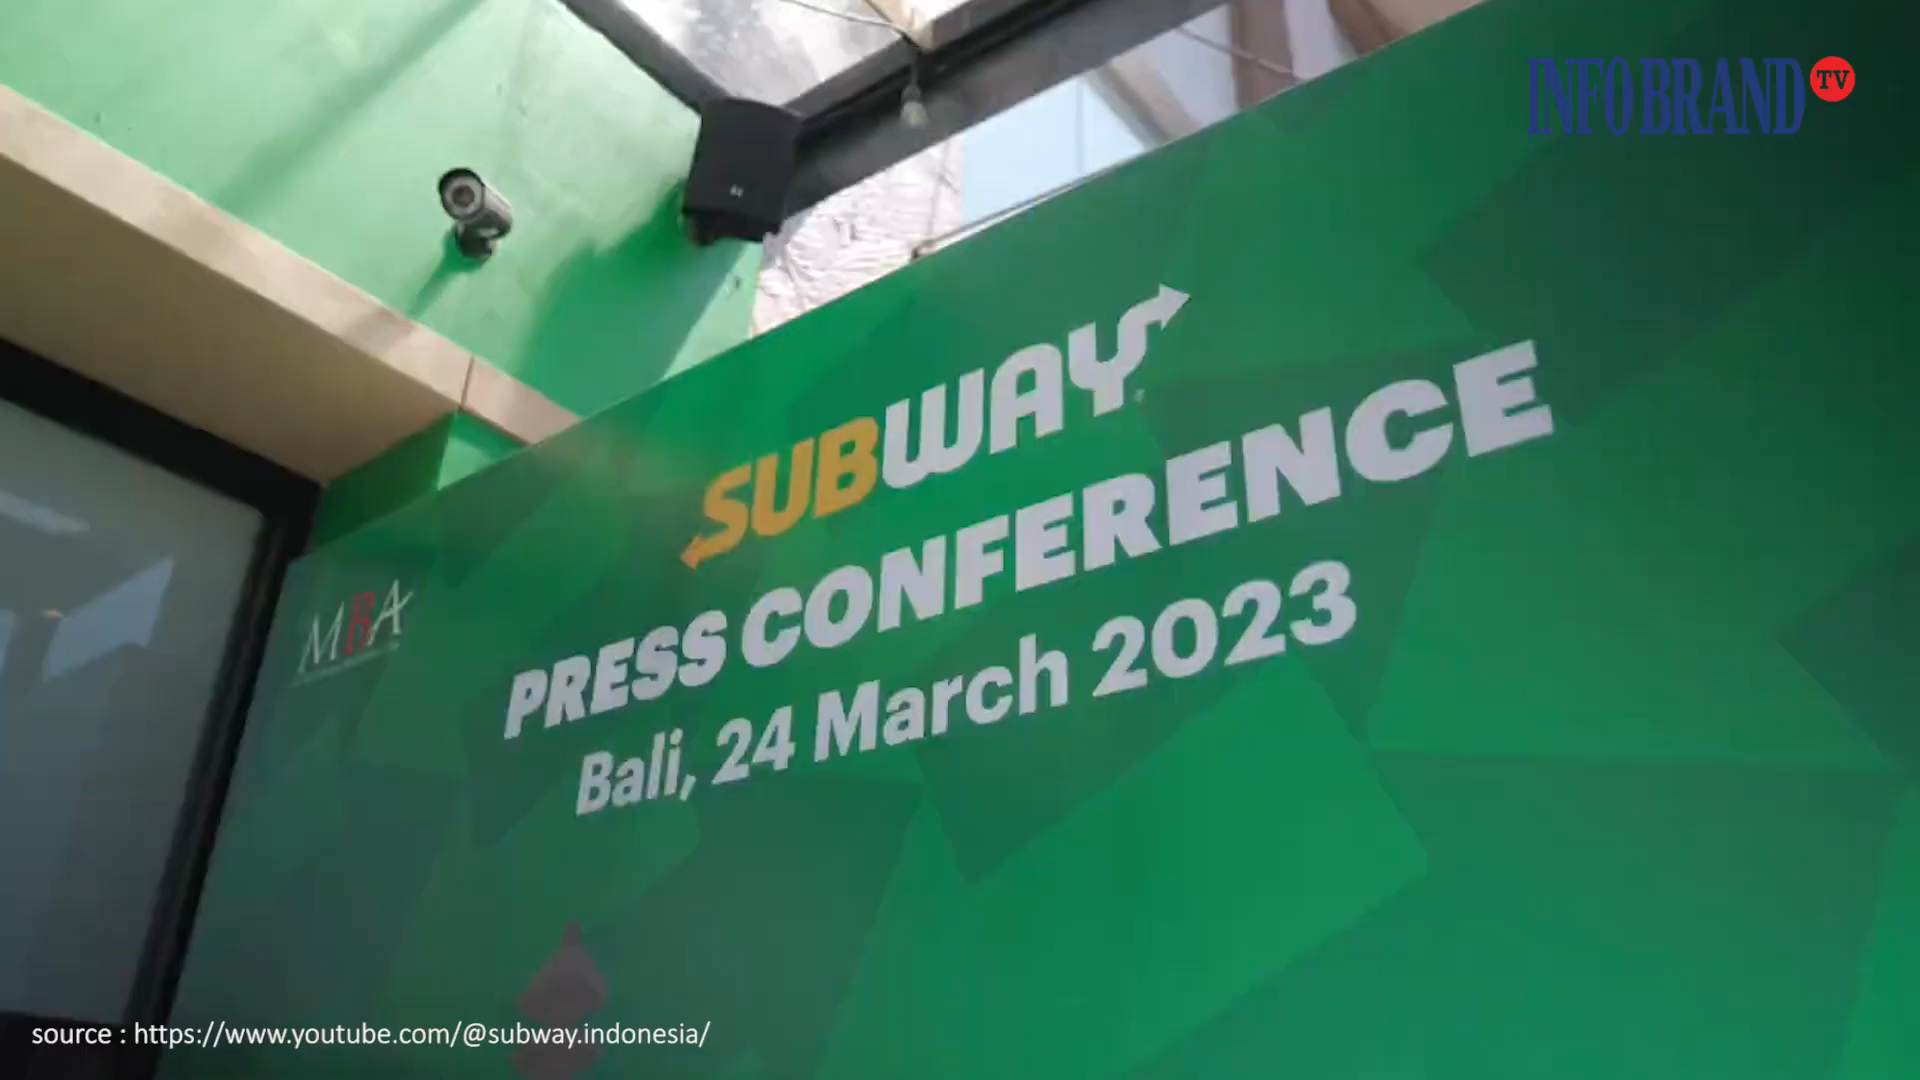 INFOBRAND TV
SUBWAY
PRESS CONFERENCE
Bali, 24 March 2023
MBA
source : https://www.youtube.com/@subway.indonesia/